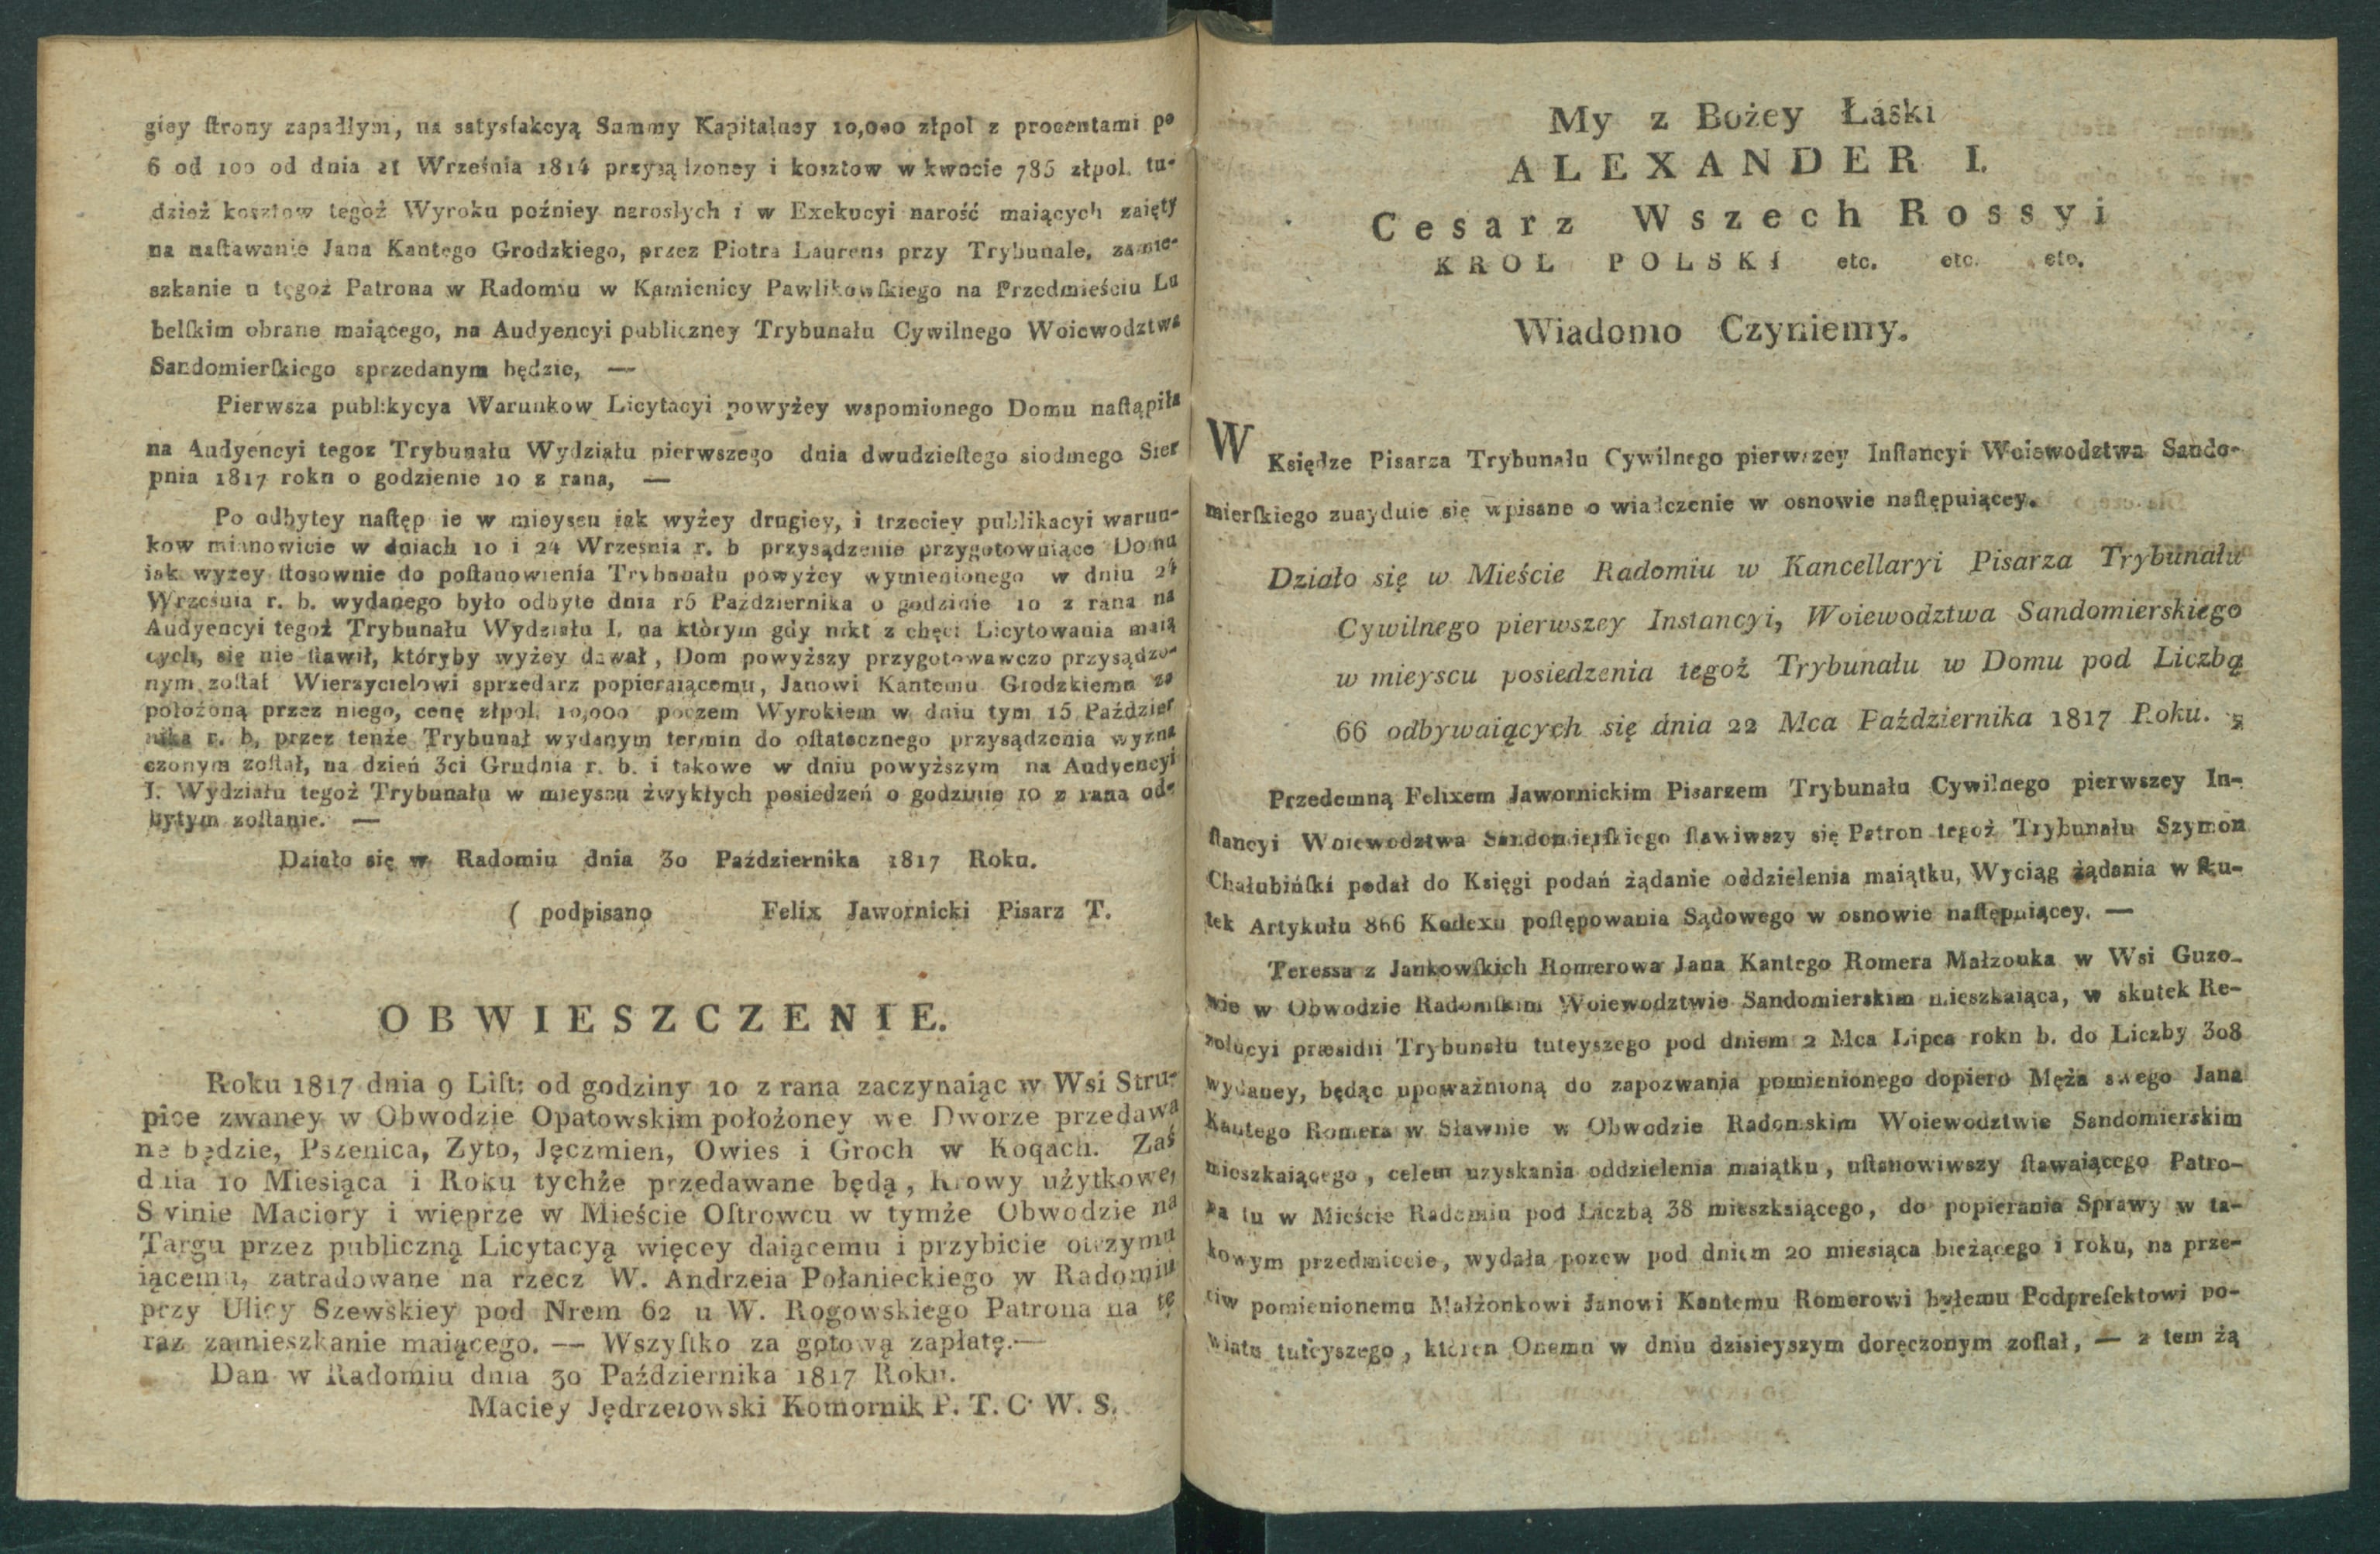 giey strony zapadłym, na satysfakcyą Summy Kapitalney 10,000 złpol z procentami po
6 od 100 od dnia 21 Września 1814 przysądzoney i kosztow w kwocie 785 złpol. tu-
dzież kosztow tegoż Wyroku poźniey narosłych i w Exekucyi narość maiących zaięty
na nastawanie Jana Kantego Grodzkiego, przez Piotra Laurens przy Trybunale, zamie-
szkanie u tegoż Patrona w Radomiu w Kamienicy Pawlikowskiego na Przedmieściu Lu
belskim obrane maiącego, na Audyencyi publiczney Trybunału Cywilnego Woiewodztwa
Sandomierskiego sprzedanym będzie, —
Pierwsza publikycya Warunkow Licytacyi powyżey wspomionego Domu nastąpiła
na Audyencyi tegoz Trybunału Wydziału pierwszego dnia dwudziestego siodmego Sier
pnia 1817 roku o godzienie 10 z rana, —
Po odbytey następ ie w mieyscu iak wyżey drugiey, i trzeciey publikacyi warun-
kow mianowicie w dniach 10 i 24 Wrzesnia r. b przysądzenie przygotowuiące Domu
iak wyzey stosownie do postanowienia Trybunału powyżey wymienionego w dniu 24
Września r. b. wydanego było odbyte dnia 15 Pazdziernika o godzinie 10 z rana na
Audyencyi tegoż Trybunału Wydziału I. na ktòrym gdy nikt z chęci Licytowania maią
cych, się nie stawił, któryby wyżey dawał, Dom powyższy przygotowawczo przysądzo-
nym został Wierzycielowi sprzedarz popieraiącemu, Janowi Kantemu Grodzkiemu za
położoną przez niego, cenę złpol. 10,000 poczem Wyrokiem w dniu tym 15 Paździer
nika r. b. przez tenże Trybunał wydanym termin do ostatecznego przysądzenia wyzna
czonym został, na dzień 3ci Grudnia r. b. i takowe w dniu powyższym na Audyencyi
I. Wydziału tegoż Trybunału w mieyscu zwykłych posiedzeń o godzinie 10 z rana od-
bytym zostanie. —
Działo się w Radomiu dnia 30 Października 1817 Roku.
( podpisano Felix Jawornicki Pisarz T.
OBWIESZCZENIE.
Roku 1817 dnia 9 List: od godziny 10 z rana zaczynaiąc w Wsi Stru-
pice zwaney w Obwodzie Opatowskim położoney we Dworze przedawa
ne będzie, Pszenica, Zyto, Jęczmien, Owies i Groch w Kopach. Zaś
dnia 10 Miesiąca i Roku tychże przedawane będą, Krowy użytkowe,
Swinie Maciory i wieprze w Mieście Ostrowcu w tymże Obwodzie na
Targu przez publiczną Licytacyą więcey daiącemu i przybicie otrzymu
iącemu, zatradowane na rzecz W. Andrzeia Połanieckiego w Radomiu
przy Ulicy Szewskiey pod Nrem 62 u W. Rogowskiego Patrona na te
raz zamieszkanie maiącego. — Wszystko za gotową zapłatę.—
Dan w Radomiu dnia 30 Października 1817 Roku.
Maciey Jędrzeiowski Komornik P. T. C. W. S.
My z Bożey Łaski
ALEXANDER I.
Cesarz Wszech Rossyi
KROL POLSKI etc. etc. etc.
Wiadomo Czyniemy.
W Księdze Pisarza Trybunału Cywilnego pierwszey Instancyi Woiewodztwa Sando-
mierskiego znayduie się wpisane oświadczenie w osnowie następuiącey.
Działo się w Mieście Radomiu w Kancellaryi Pisarza Trybunału
Cywilnego pierwszey Instancyi, Woiewodztwa Sandomierskiego
w mieyscu posiedzenia tegoż Trybunału w Domu pod Liczbą
66 odbywaiących się dnia 22 Mca Października 1817 Roku.
Przedemną Felixem Jawornickim Pisarzem Trybunału Cywilnego pierwszey In-
stancyi Woiewodztwa Sandomierskiego stawiwszy się Patron tegoż Trybunału Szymon
Chałubiński podał do Księgi podań żądanie oddzielenia maiątku, Wyciąg żądania w sku-
tek Artykułu 866 Kodexu postępowania Sądowego w osnowie następuiącey. —
Teressa z Jankowskich Romerowa Jana Kantego Romera Małzonka w Wsi Guzo-
wie w Obwodzie Radomskim Woiewodztwie Sandomierskim mieszkaiąca, w skutek Re-
zolucyi præsidii Trybunału tuteyszego pod dniem 2 Mca Lipca roku b. do Liczby 308
wydaney, będąc upoważnioną do zapozwania pomienionego dopiero Męża swego Jana
Kantego Romera w Sławnie w Obwodzie Radomskim Woiewodztwie Sandomierskim
mieszkaiącego, celem uzyskania oddzielenia maiątku, ustanowiwszy stawaiącego Patro-
na tu w Mieście Radomiu pod Liczbą 38 mieszkaiącego, do popierania Sprawy w ta-
kowym przedmiocie, wydała pozew pod dniem 20 miesiąca bieżącego i roku, na prze-
ciw pomienionemu Małżonkowi Janowi Kantemu Romerowi byłemu Podprefektowi po-
wiatu tuteyszego, któren Onemu w dniu dzisieyszym doręczonym został, — z tem żą